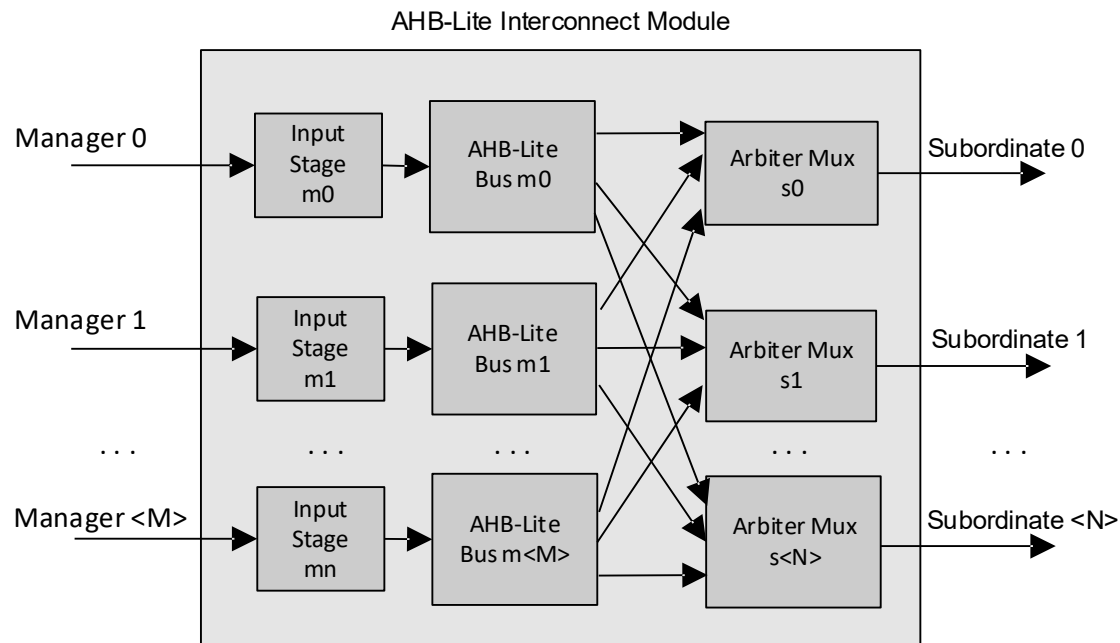 AHB-Lite Interconnect Module
Manager 0
Input
Stage
m0
AHB-Lite
Bus m0
Arbiter Mux
s0
Subordinate 0
Manager 1
Input
Stage
m1
AHB-Lite
Bus m1
Arbiter Mux
s1
Subordinate 1
. . .
. . .
. . .
. . .
. . .
Manager <M>
Input
Stage
mn
AHB-Lite
Bus m<M>
Arbiter Mux
s<N>
Subordinate <N>